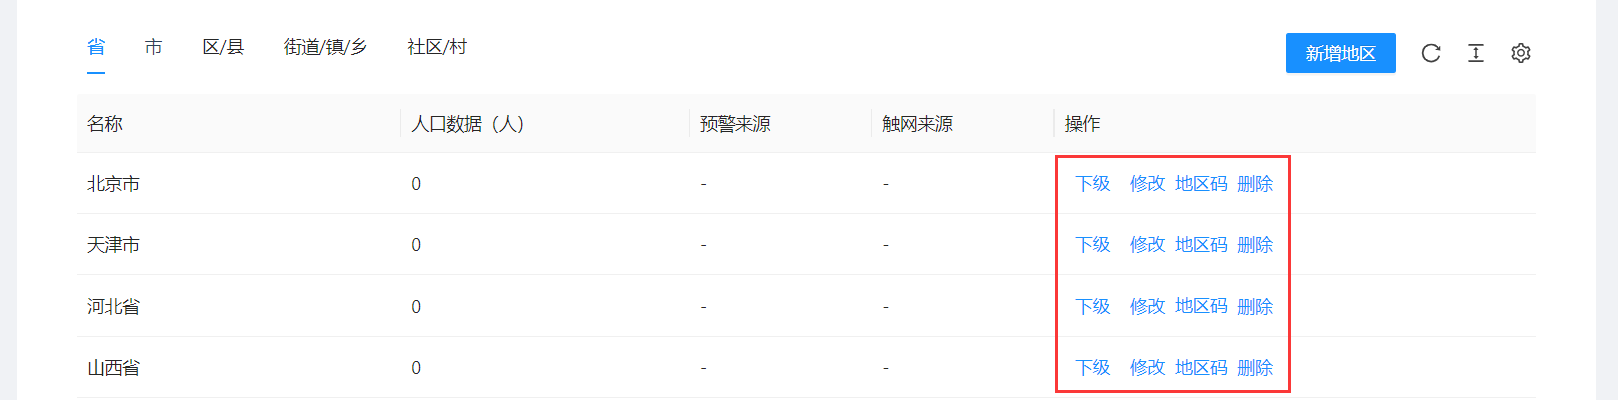 省 市 区/县 街道/镇/乡 社区/村 新增地区
名称 人口数据（人） 预警来源 触网来源 操作
北京市 0 - - 下级 修改 地区码 删除
天津市 0 - - 下级 修改 地区码 删除
河北省 0 - - 下级 修改 地区码 删除
山西省 0 - - 下级 修改 地区码 删除